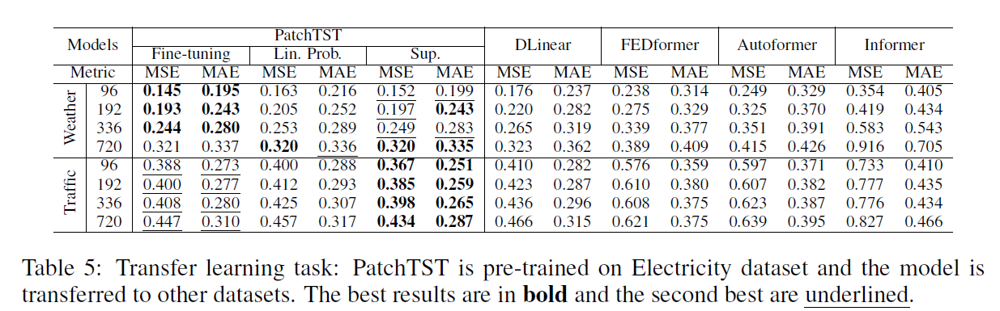 Models PatchTST DLinear FEDformer Autoformer Informer
Fine-tuning Lin. Prob. Sup.
Metric MSE MAE MSE MAE MSE MAE MSE MAE MSE MAE MSE MAE MSE MAE
Weather
96 0.145 0.195 0.163 0.216 0.152 0.199 0.176 0.237 0.238 0.314 0.249 0.329 0.354 0.405
192 0.193 0.243 0.205 0.252 0.197 0.243 0.220 0.282 0.275 0.329 0.325 0.370 0.419 0.434
336 0.244 0.280 0.253 0.289 0.249 0.283 0.265 0.319 0.339 0.377 0.351 0.391 0.583 0.543
720 0.321 0.337 0.320 0.336 0.320 0.335 0.323 0.362 0.389 0.409 0.415 0.426 0.916 0.705
Traffic
96 0.388 0.273 0.400 0.288 0.367 0.251 0.410 0.282 0.576 0.359 0.597 0.371 0.733 0.410
192 0.400 0.277 0.412 0.293 0.385 0.259 0.423 0.287 0.610 0.380 0.607 0.382 0.777 0.435
336 0.408 0.280 0.425 0.307 0.398 0.265 0.436 0.296 0.608 0.375 0.623 0.387 0.776 0.434
720 0.447 0.310 0.457 0.317 0.434 0.287 0.466 0.315 0.621 0.375 0.639 0.395 0.827 0.466
Table 5: Transfer learning task: PatchTST is pre-trained on Electricity dataset and the model is
transferred to other datasets. The best results are in bold and the second best are underlined.